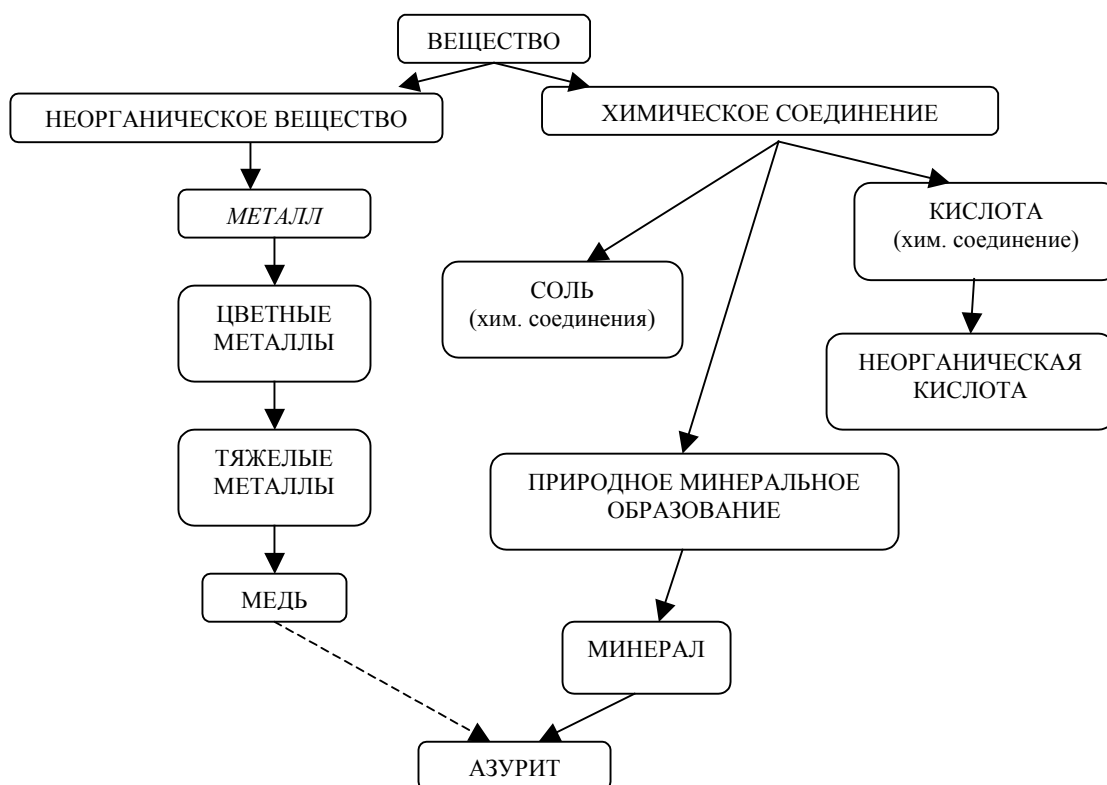 ВЕЩЕСТВО
НЕОРГАНИЧЕСКОЕ ВЕЩЕСТВО
ХИМИЧЕСКОЕ СОЕДИНЕНИЕ
МЕТАЛЛ
КИСЛОТА
(хим. соединение)
СОЛЬ
(хим. соединения)
ЦВЕТНЫЕ
МЕТАЛЛЫ
НЕОРГАНИЧЕСКАЯ
КИСЛОТА
ТЯЖЕЛЫЕ
МЕТАЛЛЫ
ПРИРОДНОЕ МИНЕРАЛЬНОЕ
ОБРАЗОВАНИЕ
МЕДЬ
МИНЕРАЛ
АЗУРИТ